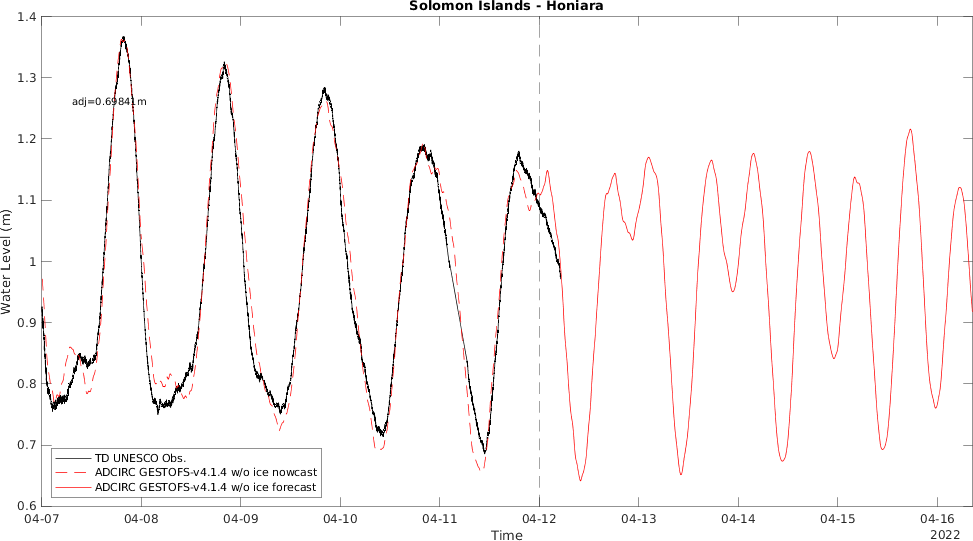 Solomon Islands - Honiara
1.4
1.3
adj=0.69841m
1.2
1.1
1
0.9
0.8
0.7
0.6
Water Level (m)
TD UNESCO Obs.
ADCIRC GESTOFS-v4.1.4 w/o ice nowcast
ADCIRC GESTOFS-v4.1.4 w/o ice forecast
04-07 04-08 04-09 04-10 04-11 04-12 04-13 04-14 04-15 04-16
Time
2022